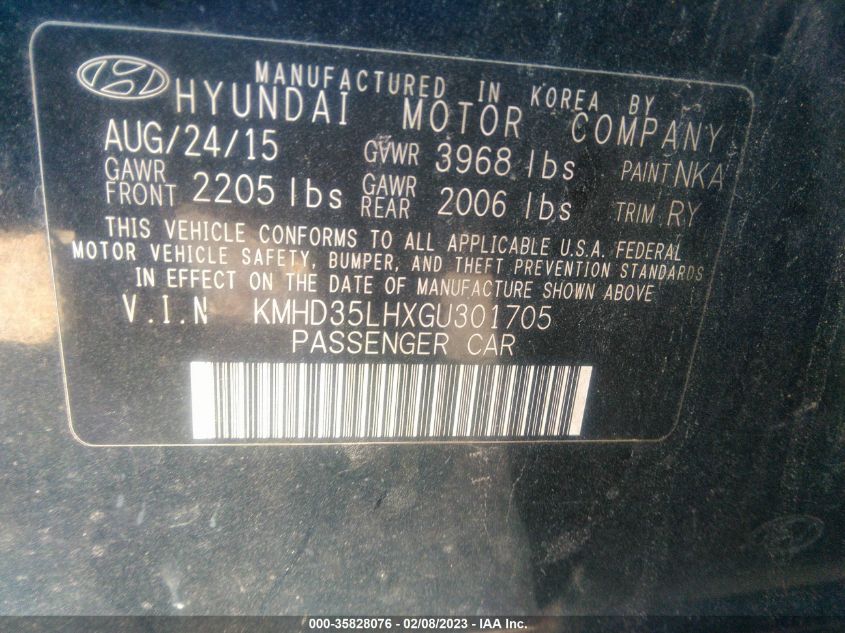 MANUFACTURED IN KOREA BY
HYUNDAI MOTOR COMPANY
AUG/24/15 GVWR 3968 lbs PAINT NKA
GAWR FRONT 2205 lbs GAWR REAR 2006 lbs TRIM RY
THIS VEHICLE CONFORMS TO ALL APPLICABLE U.S.A. FEDERAL
MOTOR VEHICLE SAFETY, BUMPER, AND THEFT PREVENTION STANDARDS
IN EFFECT ON THE DATE OF MANUFACTURE SHOWN ABOVE
V.I.N KMHD35LHXGU301705
PASSENGER CAR
000-35828076 - 02/08/2023 - IAA Inc.